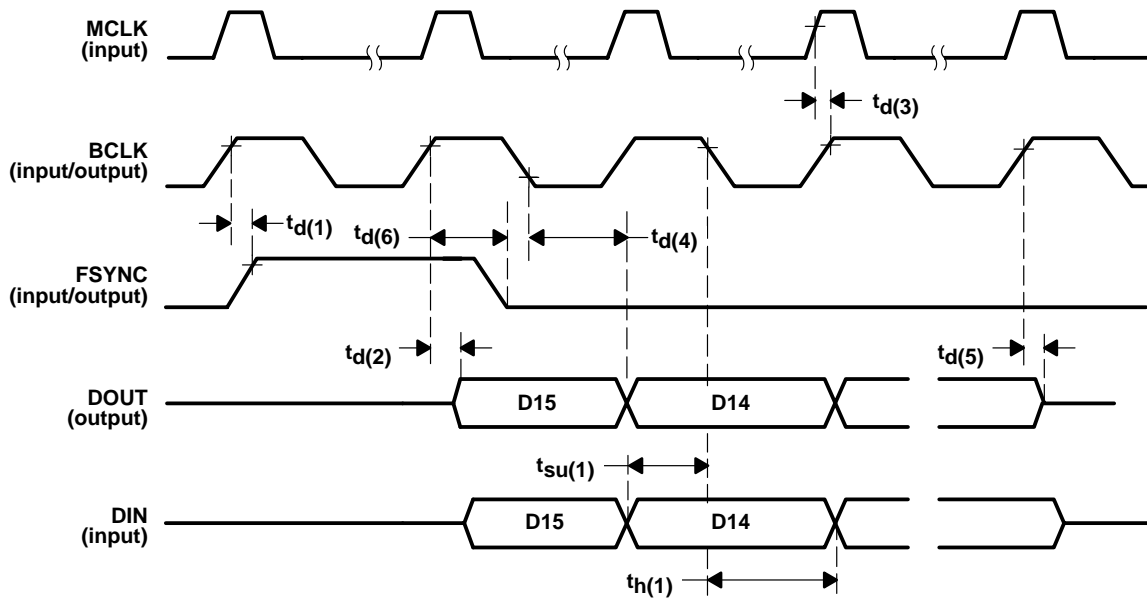 MCLK
(input)
td(3)
BCLK
(input/output)
td(1)
td(6)
td(4)
FSYNC
(input/output)
td(2)
td(5)
DOUT
(output)
D15
D14
tsu(1)
DIN
(input)
D15
D14
th(1)